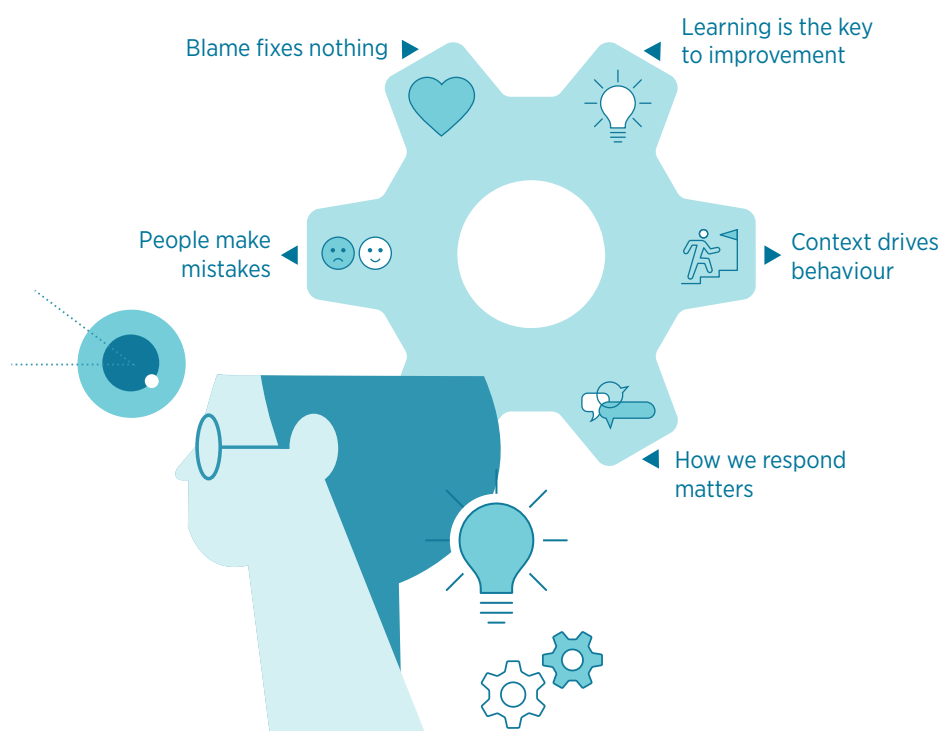 Blame fixes nothing
Learning is the key
to improvement
People make
mistakes
Context drives
behaviour
How we respond
matters